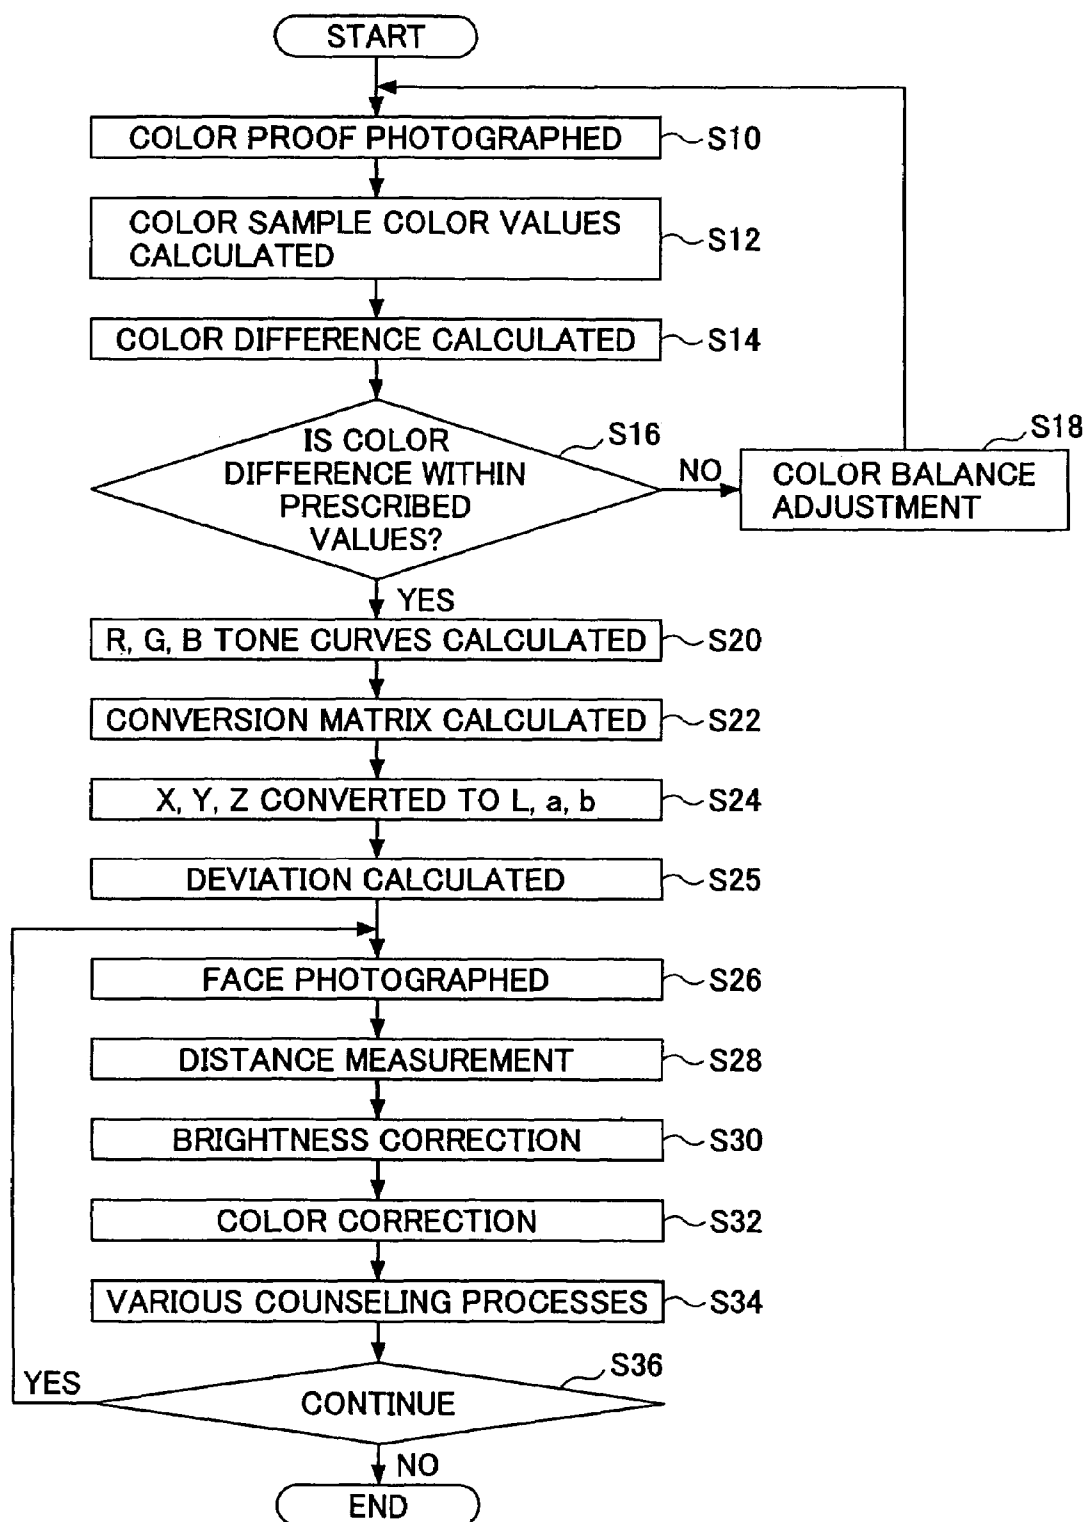 START
COLOR PROOF PHOTOGRAPHED
S10
COLOR SAMPLE COLOR VALUES
CALCULATED
S12
COLOR DIFFERENCE CALCULATED
S14
IS COLOR
DIFFERENCE WITHIN
PRESCRIBED
VALUES?
S16
NO
COLOR BALANCE
ADJUSTMENT
S18
YES
R, G, B TONE CURVES CALCULATED
S20
CONVERSION MATRIX CALCULATED
S22
X, Y, Z CONVERTED TO L, a, b
S24
DEVIATION CALCULATED
S25
FACE PHOTOGRAPHED
S26
DISTANCE MEASUREMENT
S28
BRIGHTNESS CORRECTION
S30
COLOR CORRECTION
S32
VARIOUS COUNSELING PROCESSES
S34
CONTINUE
S36
YES
NO
END